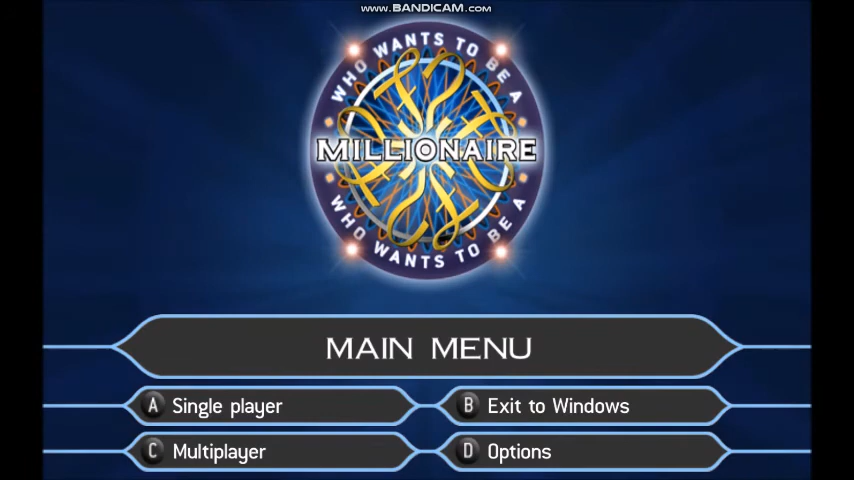 WWW.BANDICAM.COM
WHO WANTS TO BE A
MILLIONAIRE
WHO WANTS TO BE A
MAIN MENU
A Single player
B Exit to Windows
C Multiplayer
D Options